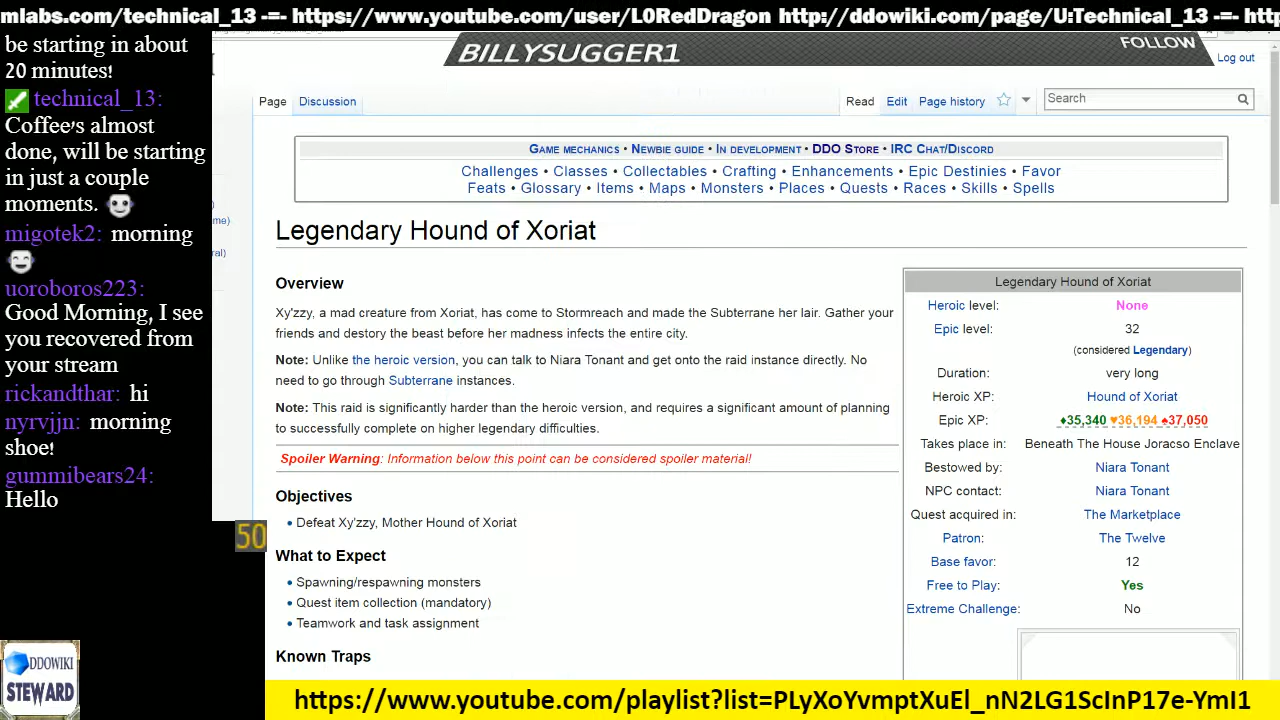 mlabs.com/technical_13 -=- https://www.youtube.com/user/L0RedDragon http://ddowiki.com/page/U:Technical_13 -=- http
be starting in about
20 minutes!
technical_13:
Coffee's almost
done, will be starting
in just a couple
moments.
migotek2: morning
uoroboros223:
Good Morning, I see
you recovered from
your stream
rickandthar: hi
nyrvjjn: morning
shoe!
gummibears24:
Hello
50
DDOWIKI
STEWARD
BILLYSUGGER1
FOLLOW
Log out
Page Discussion
Read Edit Page history
Search
me)
ral)
Game mechanics • Newbie guide • In development • DDO Store • IRC Chat/Discord
Challenges • Classes • Collectables • Crafting • Enhancements • Epic Destinies • Favor
Feats • Glossary • Items • Maps • Monsters • Places • Quests • Races • Skills • Spells
Legendary Hound of Xoriat
Overview
Xy'zzy, a mad creature from Xoriat, has come to Stormreach and made the Subterrane her lair. Gather your
friends and destory the beast before her madness infects the entire city.
Note: Unlike the heroic version, you can talk to Niara Tonant and get onto the raid instance directly. No
need to go through Subterrane instances.
Note: This raid is significantly harder than the heroic version, and requires a significant amount of planning
to successfully complete on higher legendary difficulties.
Spoiler Warning: Information below this point can be considered spoiler material!
Objectives
• Defeat Xy'zzy, Mother Hound of Xoriat
What to Expect
• Spawning/respawning monsters
• Quest item collection (mandatory)
• Teamwork and task assignment
Known Traps
Legendary Hound of Xoriat
Heroic level: None
Epic level: 32
(considered Legendary)
Duration: very long
Heroic XP: Hound of Xoriat
Epic XP: ♦35,340 ♥36,194 ♠37,050
Takes place in: Beneath The House Joracso Enclave
Bestowed by: Niara Tonant
NPC contact: Niara Tonant
Quest acquired in: The Marketplace
Patron: The Twelve
Base favor: 12
Free to Play: Yes
Extreme Challenge: No
https://www.youtube.com/playlist?list=PLyXoYvmptXuEl_nN2LG1ScInP17e-YmI1